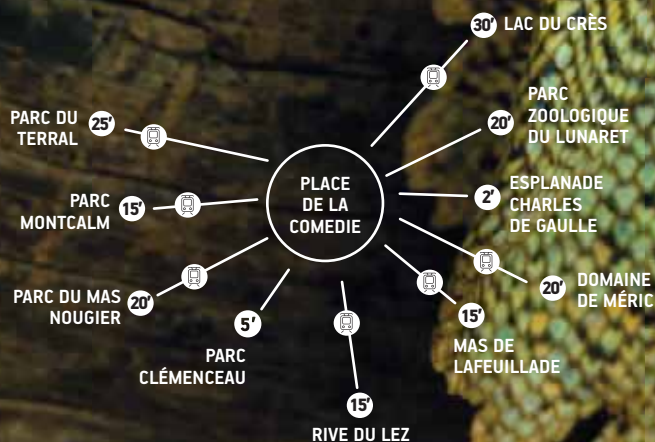 30'
LAC DU CRÈS
PARC
ZOOLOGIQUE
DU LUNARET
20'
PARC DU
TERRAL
25'
PLACE
DE LA
COMEDIE
2'
ESPLANADE
CHARLES
DE GAULLE
PARC
MONTCALM
15'
20'
DOMAINE
DE MÉRIC
PARC DU MAS
NOUGIER
20'
15'
MAS DE
LAFEUILLADE
5'
PARC
CLÉMENCEAU
15'
RIVE DU LEZ